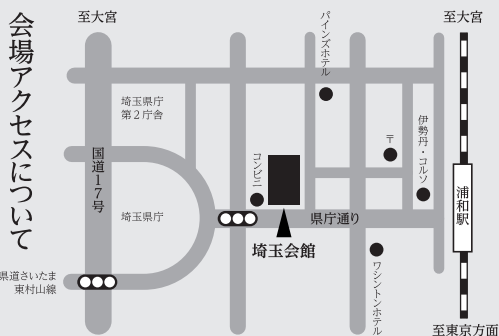 会場アクセスについて
至大宮
パインズホテル
至大宮
埼玉県庁
第2庁舎
〒
伊勢丹・コルソ
国道17号
コンビニ
浦和駅
埼玉県庁
県庁通り
埼玉会館
県道さいたま
東村山線
ワシントンホテル
至東京方面